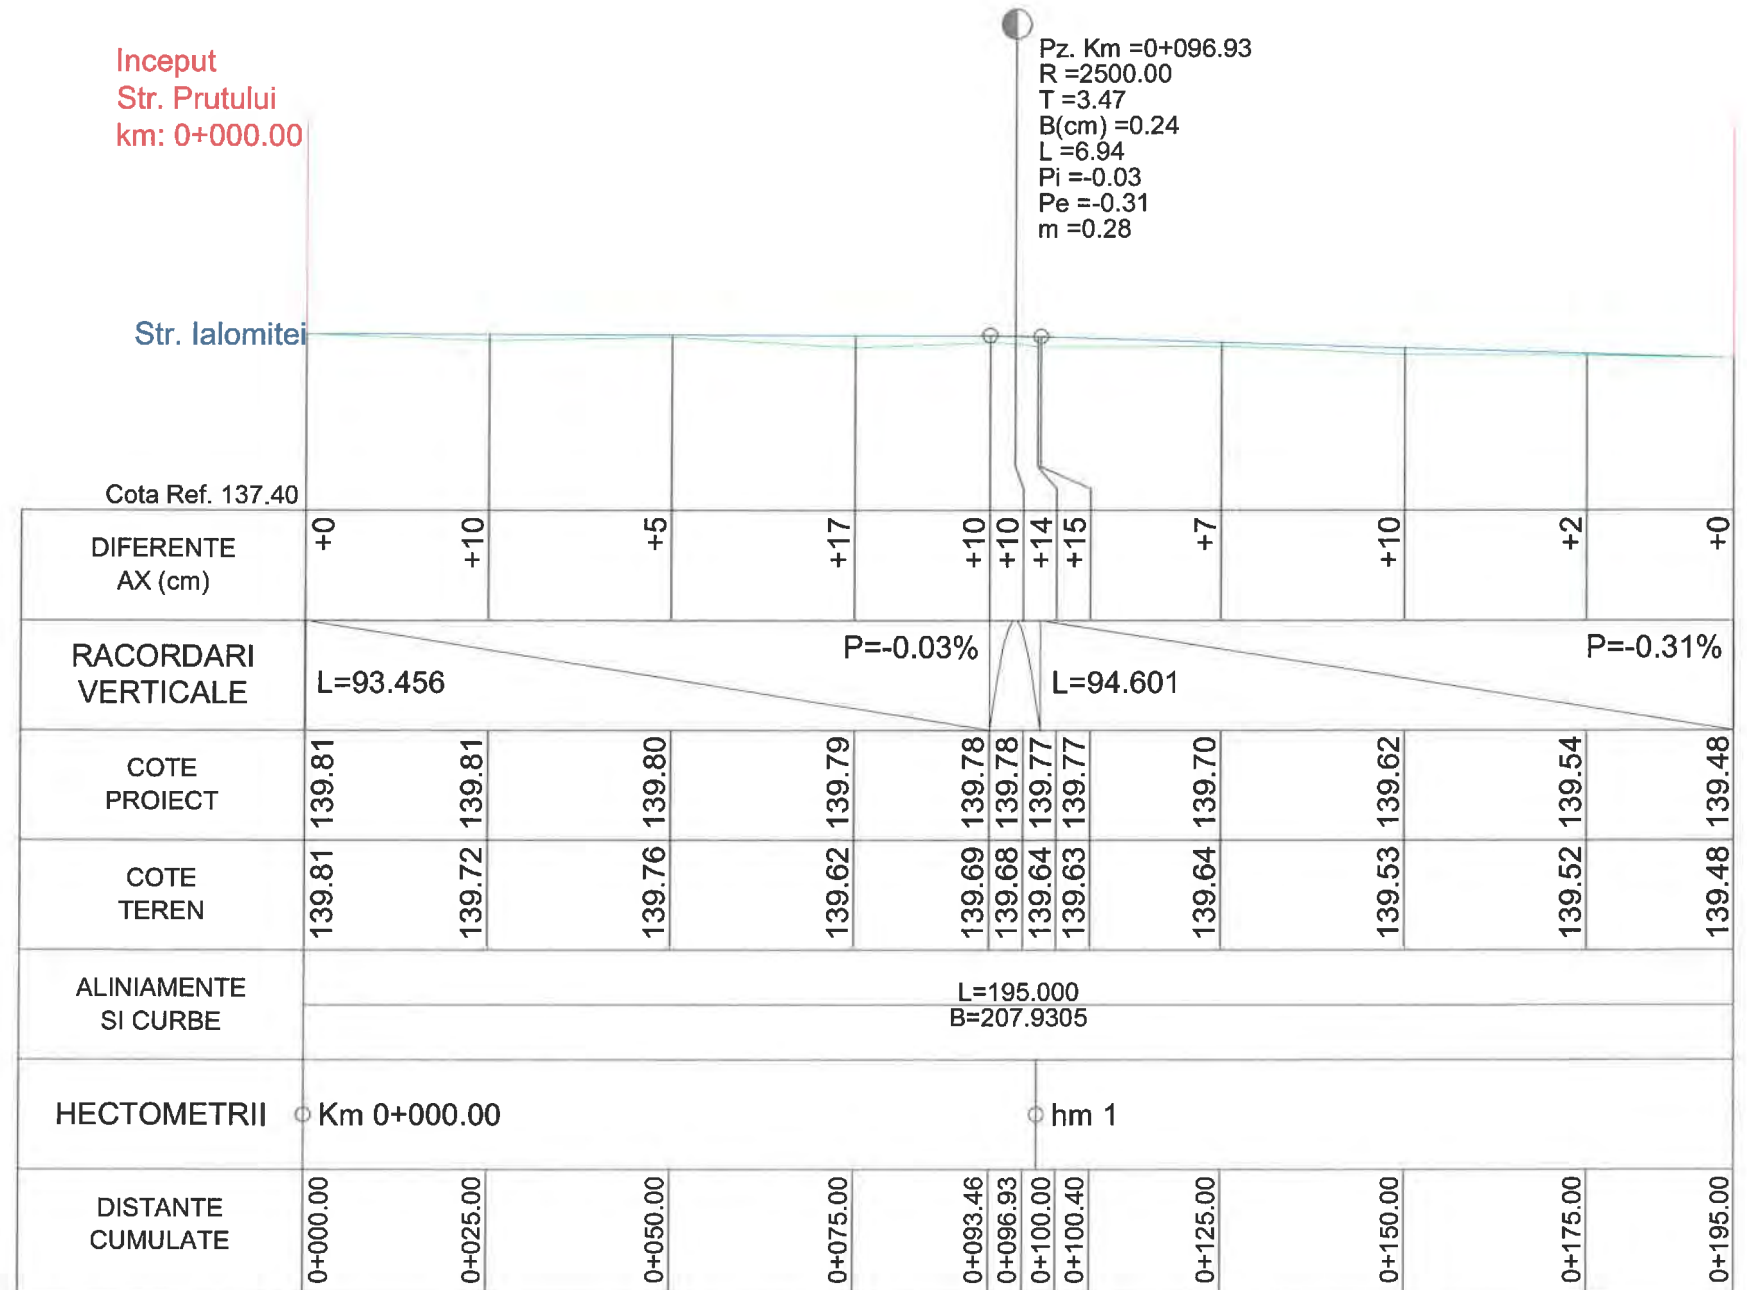 Inceput
Str. Prutului
km: 0+000.00
Pz. Km =0+096.93
R =2500.00
T =3.47
B(cm) =0.24
L =6.94
Pi =-0.03
Pe =-0.31
m =0.28
Str. Ialomitei
Cota Ref. 137.40
DIFERENTE
AX (cm)
+0
+10
+5
+17
+10
+10
+14
+15
+7
+10
+2
+0
RACORDARI
VERTICALE
L=93.456
P=-0.03%
L=94.601
P=-0.31%
COTE
PROIECT
139.81
139.81
139.80
139.79
139.78
139.78
139.77
139.77
139.70
139.62
139.54
139.48
COTE
TEREN
139.81
139.72
139.76
139.62
139.69
139.68
139.64
139.63
139.64
139.53
139.52
139.48
ALINIAMENTE
SI CURBE
L=195.000
B=207.9305
HECTOMETRII
Km 0+000.00
hm 1
DISTANTE
CUMULATE
0+000.00
0+025.00
0+050.00
0+075.00
0+093.46
0+096.93
0+100.00
0+100.40
0+125.00
0+150.00
0+175.00
0+195.00